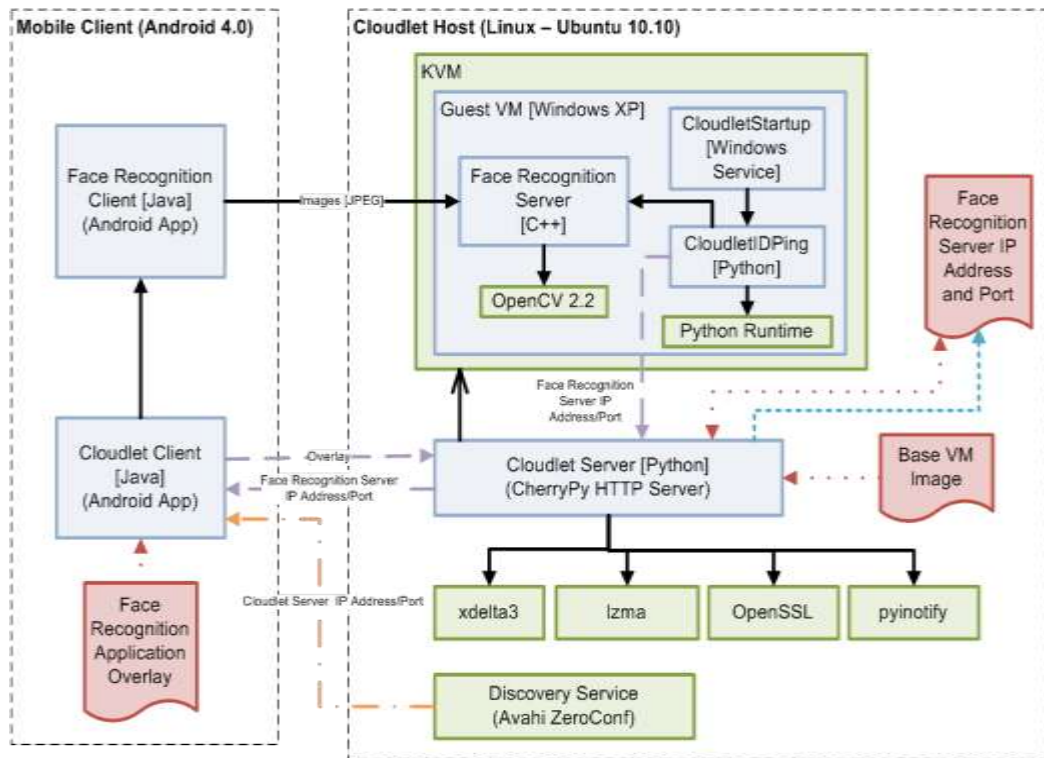 Mobile Client (Android 4.0)
Cloudlet Host (Linux – Ubuntu 10.10)
KVM
Guest VM [Windows XP]
CloudletStartup
[Windows
Service]
Face Recognition
Client [Java]
(Android App)
Images [JPEG]
Face Recognition
Server
[C++]
CloudletIDPing
[Python]
OpenCV 2.2
Python Runtime
Face
Recognition
Server IP
Address
and Port
Face Recognition
Server IP
Address/Port
Cloudlet Client
[Java]
(Android App)
Overlay
Face Recognition Server
IP Address/Port
Cloudlet Server [Python]
(CherryPy HTTP Server)
Base VM
Image
Face
Recognition
Application
Overlay
Cloudlet Server IP Address/Port
xdelta3
lzma
OpenSSL
pyinotify
Discovery Service
(Avahi ZeroConf)